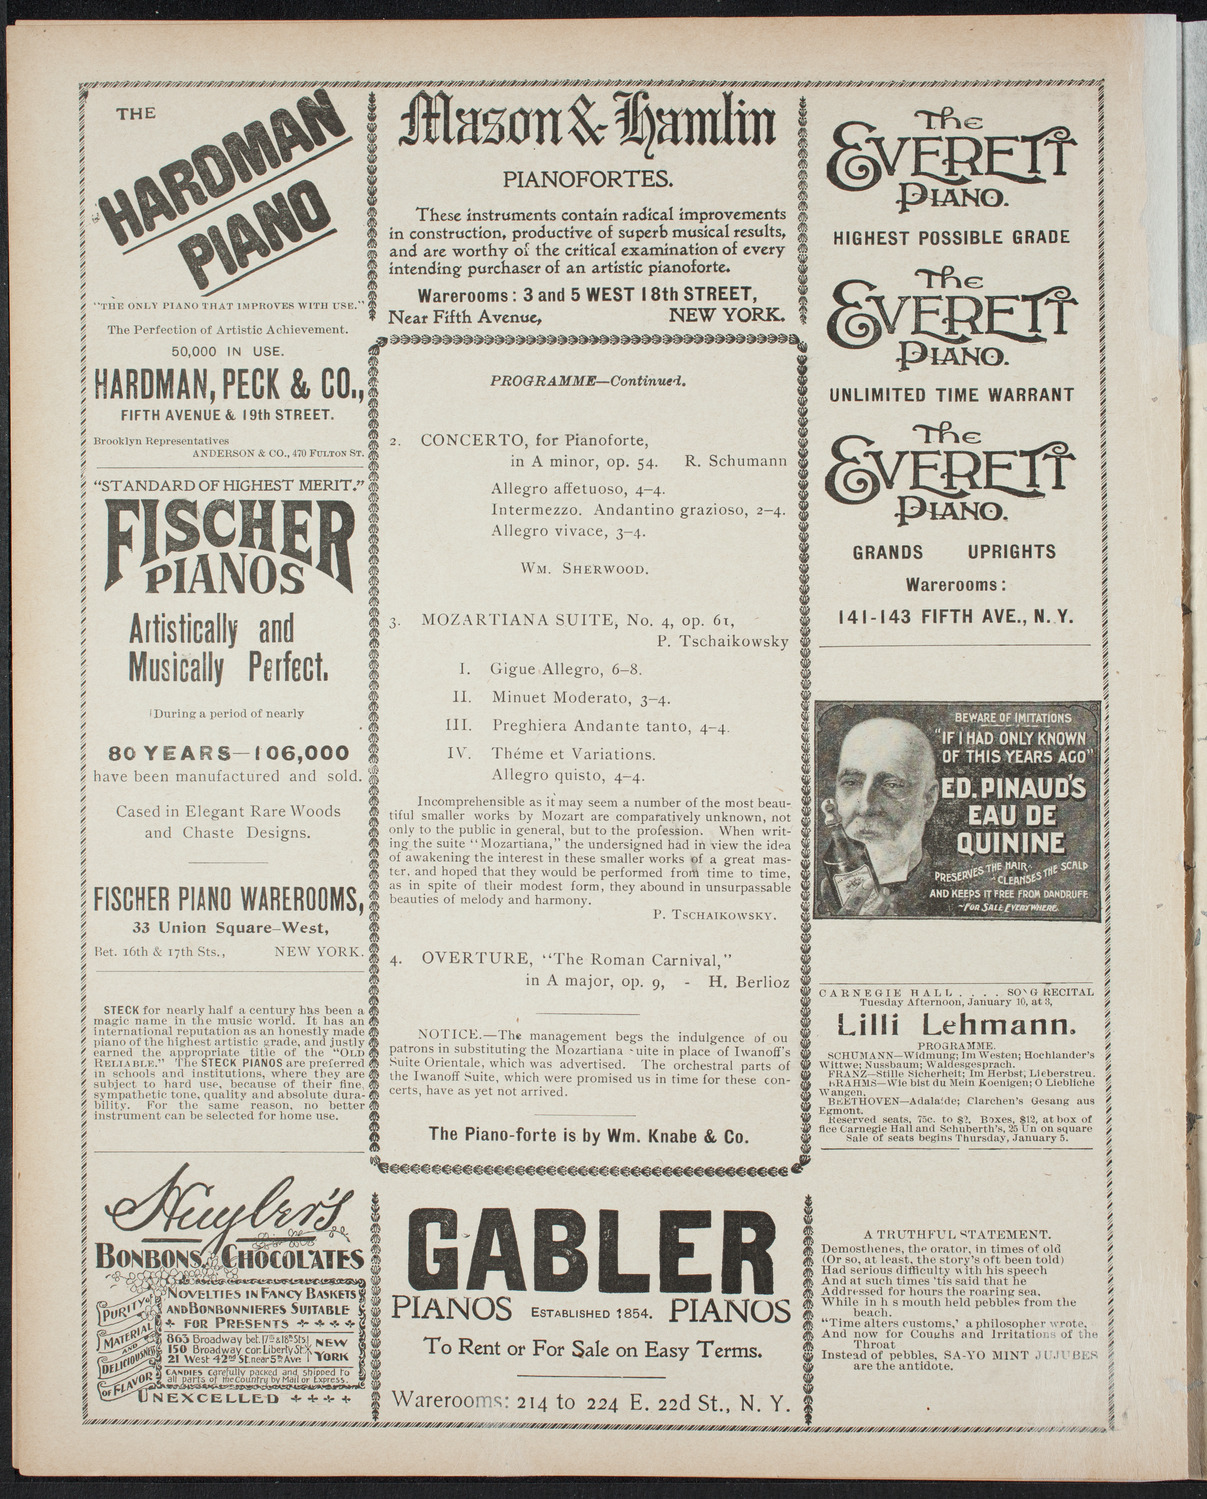 THE
HARDMAN
PIANO
"THE ONLY PIANO THAT IMPROVES WITH USE."
The Perfection of Artistic Achievement.
50,000 IN USE.
HARDMAN, PECK & CO.,
FIFTH AVENUE & 19th STREET.
Brooklyn Representatives
ANDERSON & CO., 470 FULTON ST.
"STANDARD OF HIGHEST MERIT."
FISCHER
PIANOS
Artistically and
Musically Perfect.
During a period of nearly
80 YEARS—106,000
have been manufactured and sold.
Cased in Elegant Rare Woods
and Chaste Designs.
FISCHER PIANO WAREROOMS,
33 Union Square-West,
Bet. 16th & 17th Sts., NEW YORK.
STECK for nearly half a century has been a
magic name in the music world. It has an
international reputation as an honestly made
piano of the highest artistic grade, and justly
earned the appropriate title of the "OLD
RELIABLE." The STECK PIANOS are preferred
in schools and institutions, where they are
subject to hard use, because of their fine,
sympathetic tone, quality and absolute dura-
bility. For the same reason, no better
instrument can be selected for home use.
Huyler's
BONBONS, CHOCOLATES
NOVELTIES IN FANCY BASKETS
AND BONBONNIERES SUITABLE
FOR PRESENTS
PURITY OF
MATERIAL
AND
DELICIOUSNESS
OF FLAVOR
863 Broadway bet. 17th & 18th Sts.
150 Broadway cor. Liberty St.
21 West 42nd St. near 5th Ave.
NEW
YORK
CANDIES carefully packed and shipped to
all parts of the Country by Mail or Express.
UNEXCELLED
Mason & Hamlin
PIANOFORTES.
These instruments contain radical improvements
in construction, productive of superb musical results,
and are worthy of the critical examination of every
intending purchaser of an artistic pianoforte.
Warerooms: 3 and 5 WEST 18th STREET,
Near Fifth Avenue, NEW YORK.
PROGRAMME—Continued.
2. CONCERTO, for Pianoforte,
in A minor, op. 54. R. Schumann
Allegro affetuoso, 4-4.
Intermezzo. Andantino grazioso, 2-4.
Allegro vivace, 3-4.
WM. SHERWOOD.
3. MOZARTIANA SUITE, No. 4, op. 61,
P. Tschaikowsky
I. Gigue Allegro, 6-8.
II. Minuet Moderato, 3-4.
III. Preghiera Andante tanto, 4-4.
IV. Théme et Variations.
Allegro quisto, 4-4.
Incomprehensible as it may seem a number of the most beau-
tiful smaller works by Mozart are comparatively unknown, not
only to the public in general, but to the profession. When writ-
ing the suite "Mozartiana," the undersigned had in view the idea
of awakening the interest in these smaller works of a great mas-
ter, and hoped that they would be performed from time to time,
as in spite of their modest form, they abound in unsurpassable
beauties of melody and harmony.
P. TSCHAIKOWSKY.
4. OVERTURE, "The Roman Carnival,"
in A major, op. 9, - H. Berlioz
NOTICE.—The management begs the indulgence of ou
patrons in substituting the Mozartiana uite in place of Iwanoff's
Suite Orientale, which was advertised. The orchestral parts of
the Iwanoff Suite, which were promised us in time for these con-
certs, have as yet not arrived.
The Piano-forte is by Wm. Knabe & Co.
GABLER
PIANOS ESTABLISHED 1854. PIANOS
To Rent or For Sale on Easy Terms.
Warerooms: 214 to 224 E. 22d St., N. Y.
The
EVERETT
PIANO.
HIGHEST POSSIBLE GRADE
The
EVERETT
PIANO.
UNLIMITED TIME WARRANT
The
EVERETT
PIANO.
GRANDS UPRIGHTS
Warerooms:
141-143 FIFTH AVE., N. Y.
BEWARE OF IMITATIONS
"IF I HAD ONLY KNOWN
OF THIS YEARS AGO"
ED. PINAUD'S
EAU DE
QUININE
PRESERVES THE HAIR-
CLEANSES THE SCALP
AND KEEPS IT FREE FROM DANDRUFF.
~FOR SALE EVERYWHERE.
CARNEGIE HALL . . . . SONG RECITAL
Tuesday Afternoon, January 10, at 3,
Lilli Lehmann.
PROGRAMME.
SCHUMANN—Widmung; Im Westen; Hochlander's
Wittwe; Nussbaum; Waldesgesprach.
FRANZ—Stille Sicherheit; Im Herbst; Lieberstreu.
BRAHMS—Wie bist du Mein Koenigen; O Liebliche
Wangen.
BEETHOVEN—Adalaide; Clarchen's Gesang aus
Egmont.
Reserved seats, 75c. to $2. Boxes, $12, at box of
fice Carnegie Hall and Schuberth's, 25 Un on square
Sale of seats begins Thursday, January 5.
A TRUTHFUL STATEMENT.
Demosthenes, the orator, in times of old
(Or so, at least, the story's oft been told)
Had serious difficulty with his speech
And at such times 'tis said that he
Addressed for hours the roaring sea,
While in h s mouth held pebbles from the
beach.
"Time alters customs,' a philosopher wrote,
And now for Coughs and Irritations of the
Throat
Instead of pebbles, SA-YO MINT JUJUBES
are the antidote.